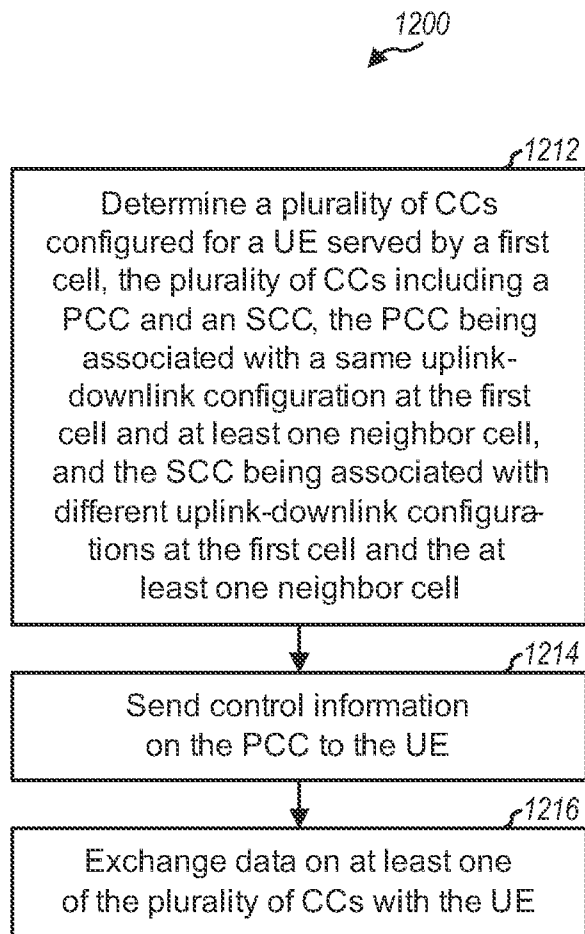 1200
1212
Determine a plurality of CCs
configured for a UE served by a first
cell, the plurality of CCs including a
PCC and an SCC, the PCC being
associated with a same uplink-
downlink configuration at the first
cell and at least one neighbor cell,
and the SCC being associated with
different uplink-downlink configura-
tions at the first cell and the at
least one neighbor cell
1214
Send control information
on the PCC to the UE
1216
Exchange data on at least one
of the plurality of CCs with the UE